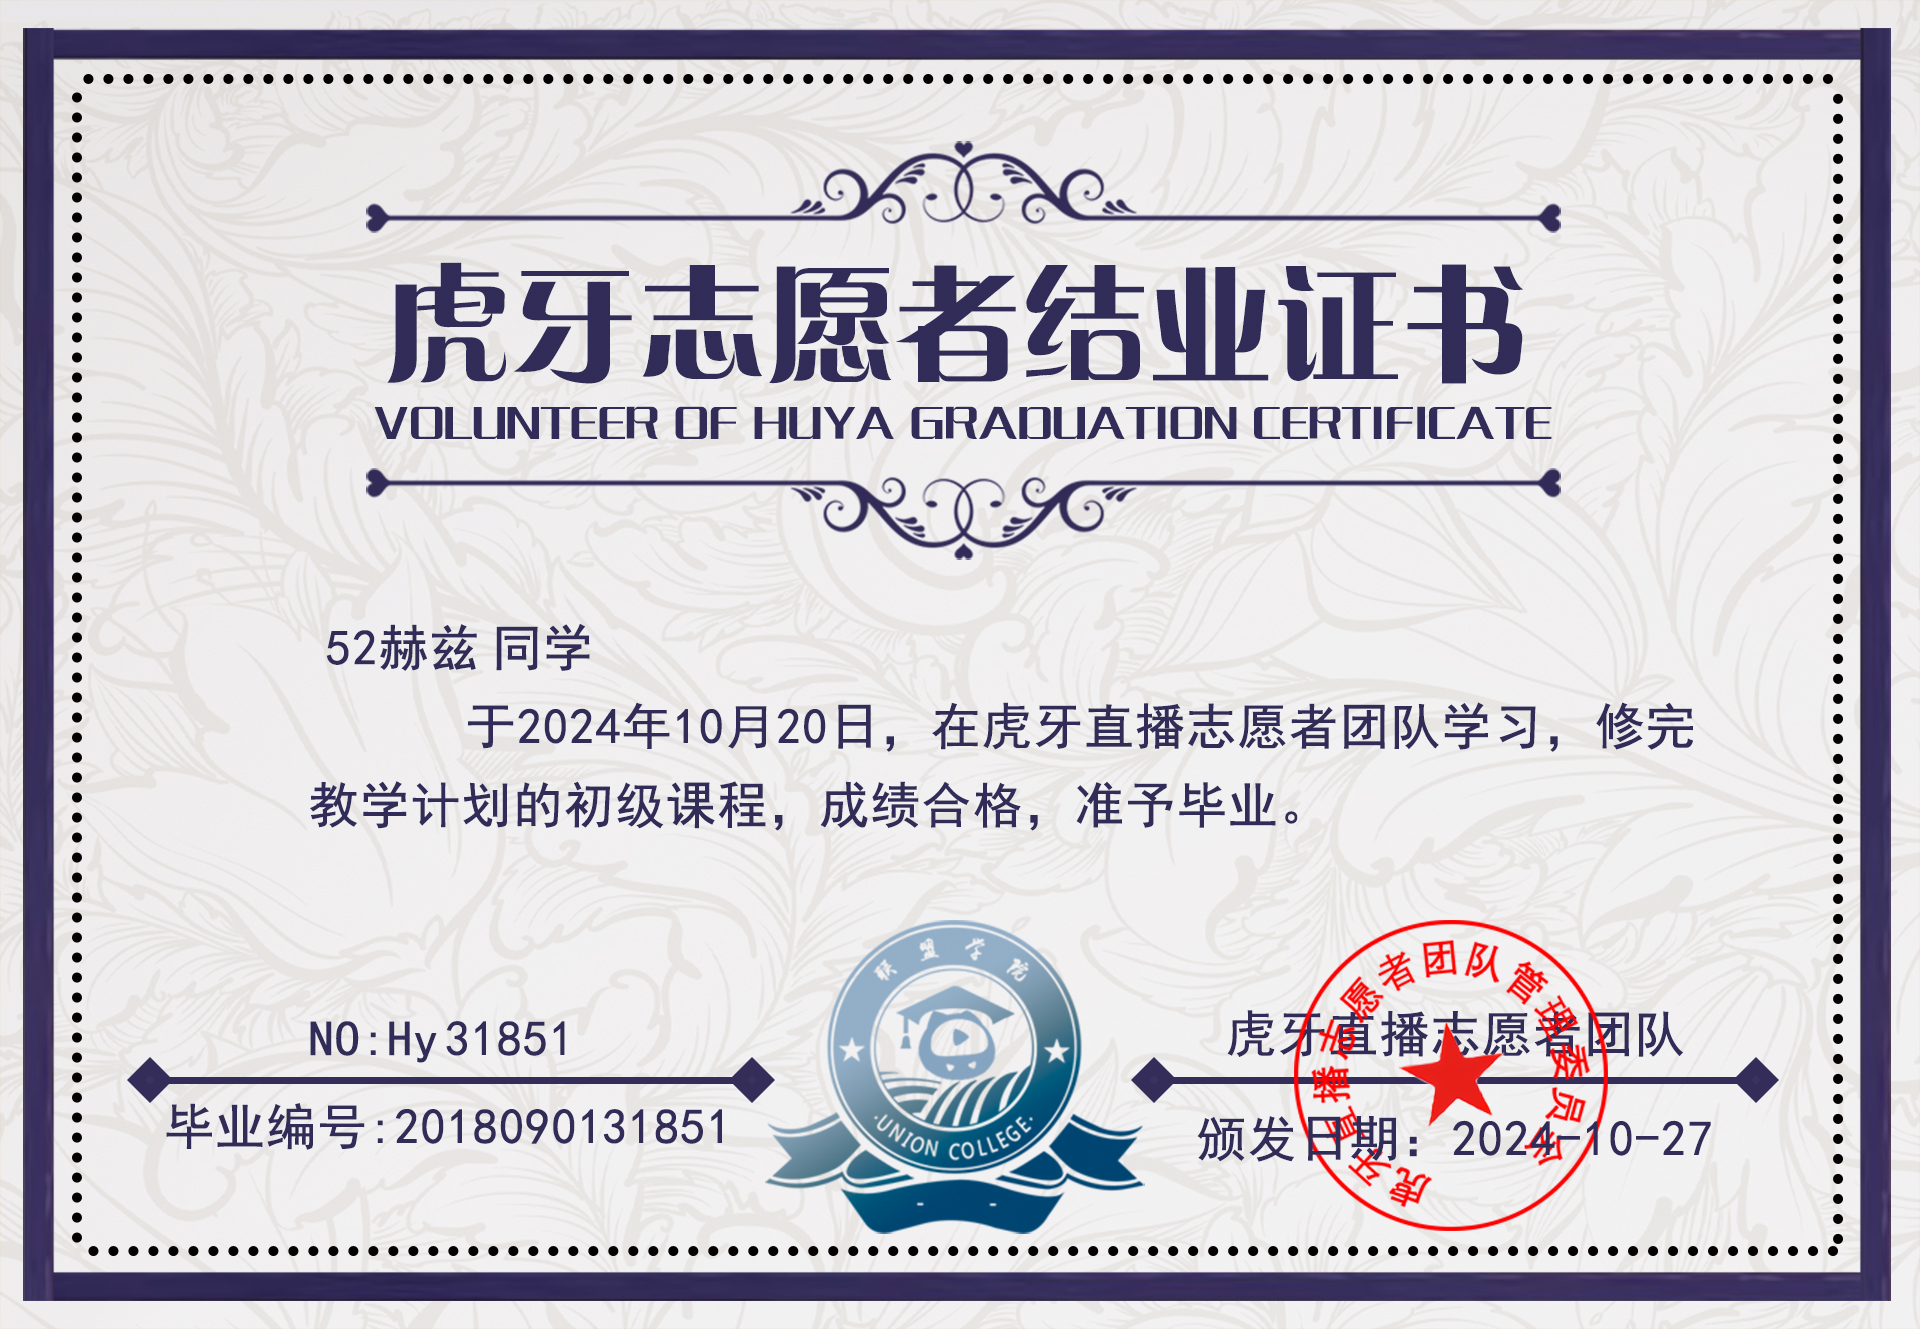 虎牙志愿者结业证书
VOLUNTEER OF HUYA GRADUATION CERTIFICATE
52赫兹 同学
于2024年10月20日，在虎牙直播志愿者团队学习，修完
教学计划的初级课程，成绩合格，准予毕业。
NO:Hy31851
毕业编号:2018090131851
联盟学院
·UNION COLLEGE·
虎牙直播志愿者团队
颁发日期：2024-10-27
虎牙直播志愿者团队管理委员会